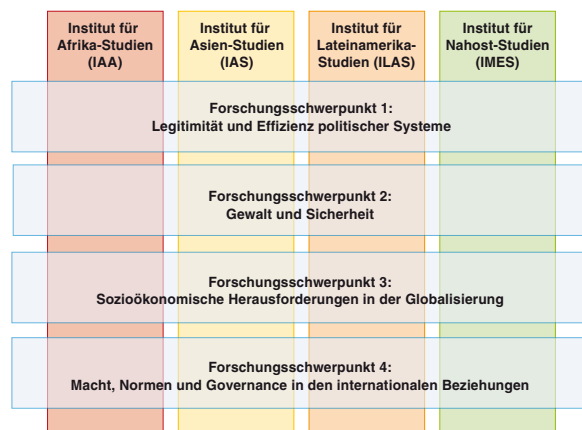 Institut für
Afrika-Studien
(IAA)
Institut für
Asien-Studien
(IAS)
Institut für
Lateinamerika-
Studien (ILAS)
Institut für
Nahost-Studien
(IMES)
Forschungsschwerpunkt 1:
Legitimität und Effizienz politischer Systeme
Forschungsschwerpunkt 2:
Gewalt und Sicherheit
Forschungsschwerpunkt 3:
Sozioökonomische Herausforderungen in der Globalisierung
Forschungsschwerpunkt 4:
Macht, Normen und Governance in den internationalen Beziehungen